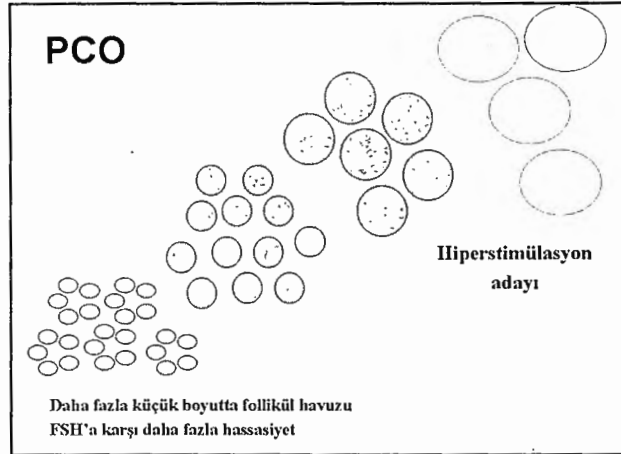 PCO
Hiperstimülasyon
adayı
Daha fazla küçük boyutta follikül havuzu
FSH'a karşı daha fazla hassasiyet